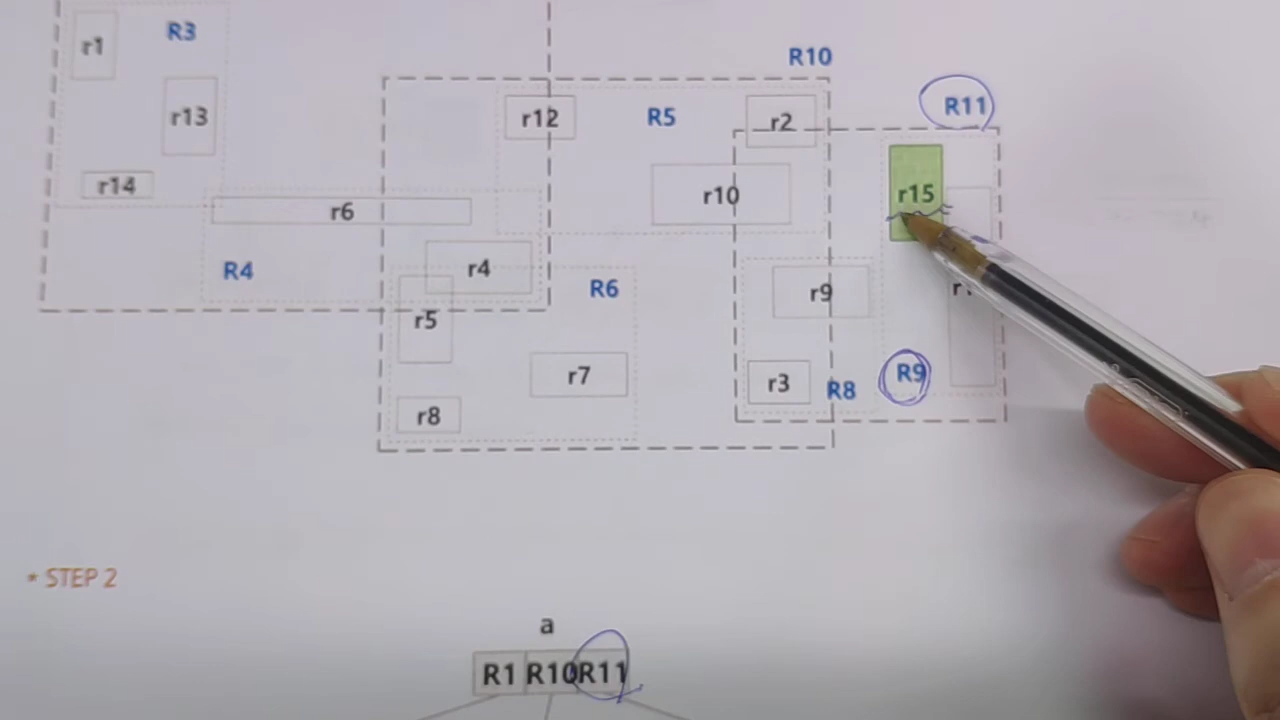 r1
R3
R10
r13
r12
R5
r2
R11
r14
r6
r10
r15
R4
r4
R6
r5
r9
r7
r3
R8
R9
r8
* STEP 2
a
R1 R10 R11